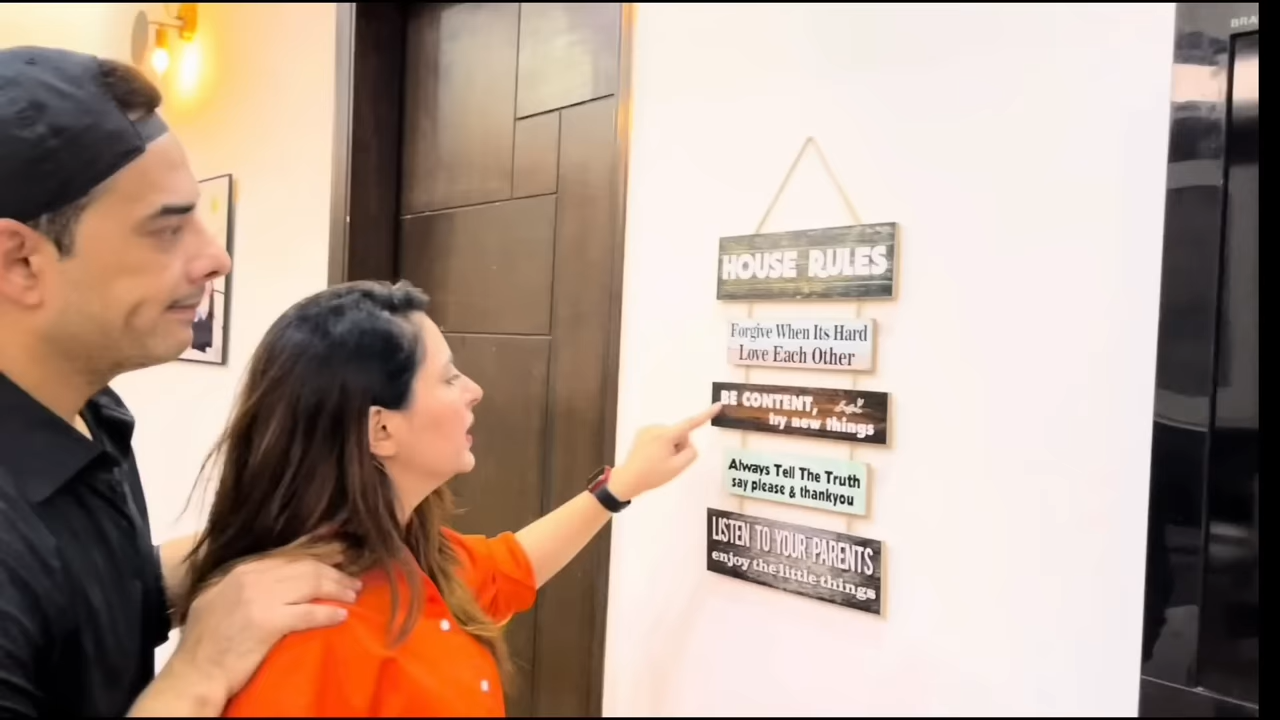 HOUSE RULES
Forgive When Its Hard
Love Each Other
BE CONTENT,
try new things
Always Tell The Truth
say please & thankyou
LISTEN TO YOUR PARENTS
enjoy the little things
BRA